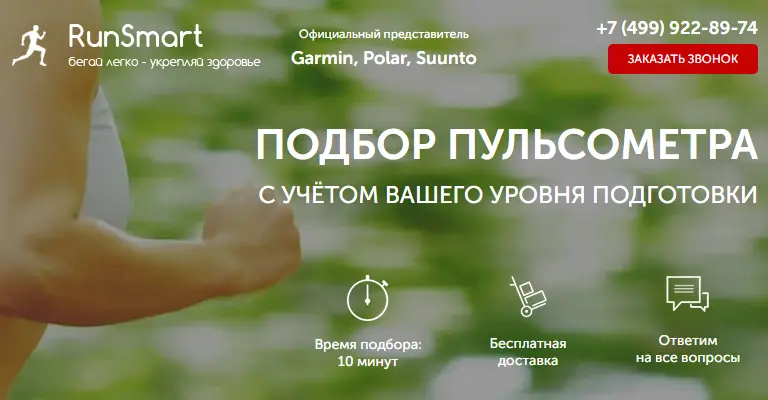 RunSmart
бегай легко - укрепляй здоровье
Официальный представитель
Garmin, Polar, Suunto
+7 (499) 922-89-74
ЗАКАЗАТЬ ЗВОНОК
ПОДБОР ПУЛЬСОМЕТРА
С УЧЁТОМ ВАШЕГО УРОВНЯ ПОДГОТОВКИ
Время подбора:
10 минут
Бесплатная
доставка
Ответим
на все вопросы